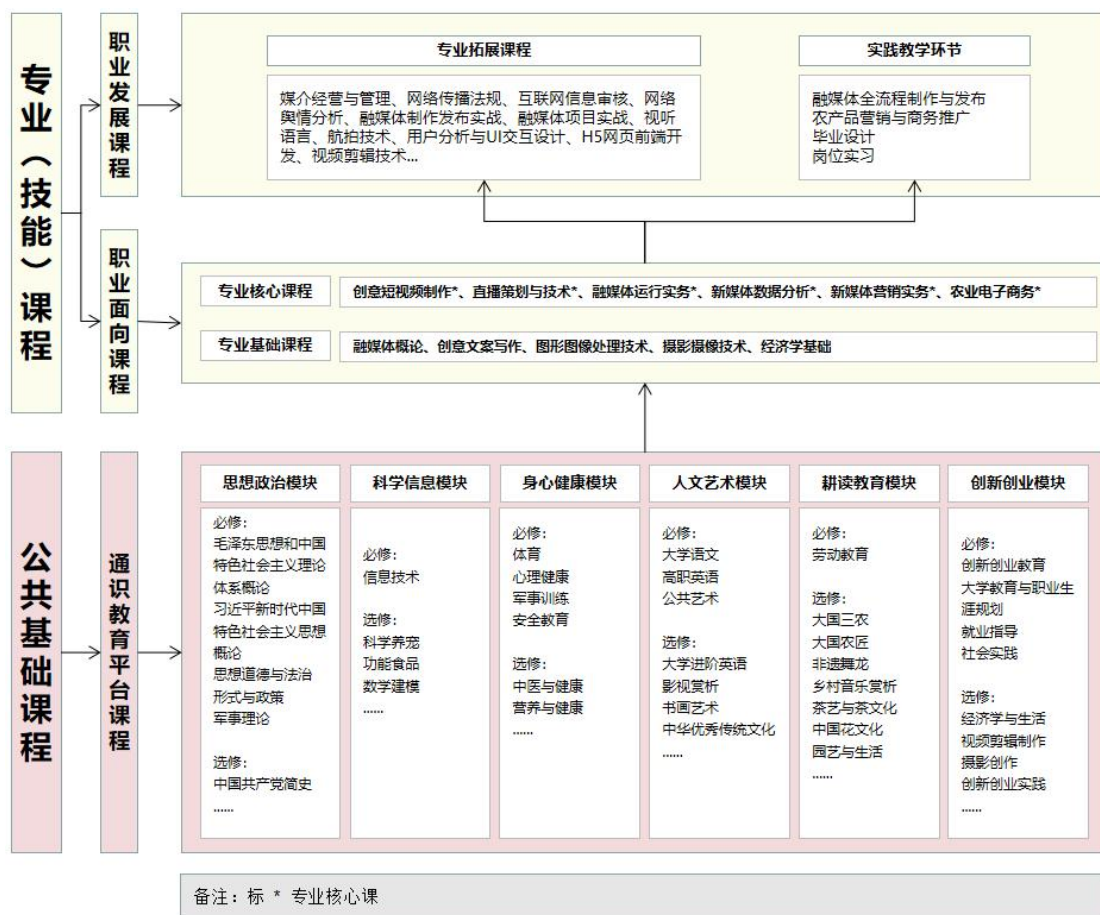 专业（技能）课程
职业发展课程
专业拓展课程
媒介经营与管理、网络传播法规、互联网信息审核、网络
舆情分析、融媒体制作发布实战、融媒体项目实战、视听
语言、航拍技术、用户分析与UI交互设计、H5网页前端开
发、视频剪辑技术...
实践教学环节
融媒体全流程制作与发布
农产品营销与商务推广
毕业设计
岗位实习
职业面向课程
专业核心课程
创意短视频制作*、直播策划与技术*、融媒体运行实务*、新媒体数据分析*、新媒体营销实务*、农业电子商务*
专业基础课程
融媒体概论、创意文案写作、图形图像处理技术、摄影摄像技术、经济学基础
公共基础课程
通识教育平台课程
思想政治模块
必修：
毛泽东思想和中国
特色社会主义理论
体系概论
习近平新时代中国
特色社会主义思想
概论
思想道德与法治
形式与政策
军事理论
选修：
中国共产党简史
......
科学信息模块
必修：
信息技术
选修：
科学养宠
功能食品
数学建模
......
身心健康模块
必修：
体育
心理健康
军事训练
安全教育
选修：
中医与健康
营养与健康
......
人文艺术模块
必修：
大学语文
高职英语
公共艺术
选修：
大学进阶英语
影视赏析
书画艺术
中华优秀传统文化
......
耕读教育模块
必修：
劳动教育
选修：
大国三农
大国农匠
非遗舞龙
乡村音乐赏析
茶艺与茶文化
中国花文化
园艺与生活
......
创新创业模块
必修：
创新创业教育
大学教育与职业生
涯规划
就业指导
社会实践
选修：
经济学与生活
视频剪辑制作
摄影创作
创新创业实践
......
备注：标 * 专业核心课